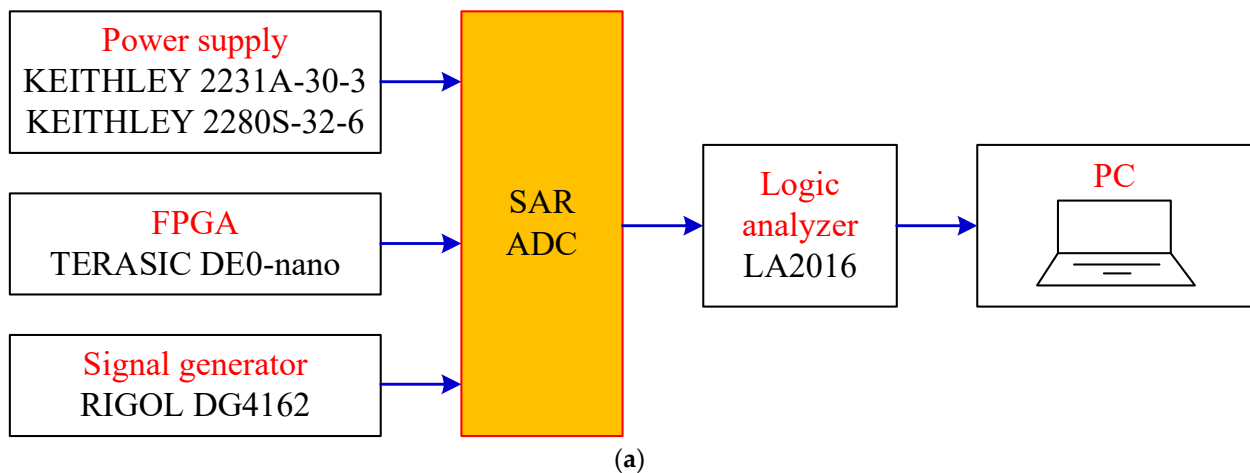 Power supply
KEITHLEY 2231A-30-3
KEITHLEY 2280S-32-6
FPGA
TERASIC DE0-nano
Signal generator
RIGOL DG4162
SAR
ADC
Logic
analyzer
LA2016
PC
(a)